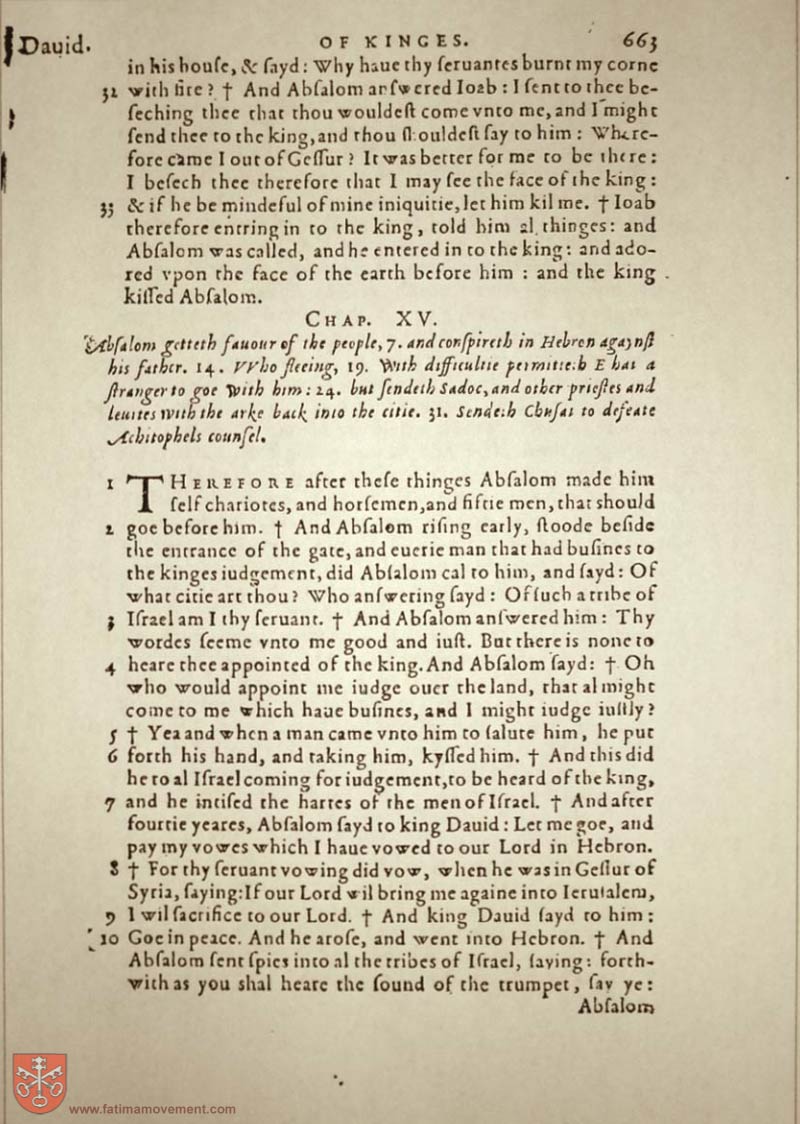 Dauid.
OF KINGES.
663
in his houſe, & ſayd: Why haue thy ſeruantes burnt my corne
32 with fire? † And Abſalom anſwered Ioab: I ſent to thee be-
ſeching thee that thou wouldeſt come vnto me, and I might
ſend thee to the king, and thou ſhouldeſt ſay to him: Where-
fore came I out of Geſſur? It was better for me to be there:
I beſech thee therefore that I may ſee the face of the king:
33 & if he be mindeful of mine iniquitie, let him kil me. † Ioab
therefore entring in to the king, told him al thinges: and
Abſalom was called, and he entered in to the king: and ado-
red vpon the face of the earth before him: and the king
kiſſed Abſalom.
CHAP. XV.
Abſalom getteth fauour of the people, 7. and conſpireth in Hebron agaynſt
his father. 14. VVho fleeing, 19. With difficultie permitteth Ethai a
ſtranger to goe with him: 24. but ſendeth Sadoc, and other prieſtes and
leuites with the arke back into the citie. 31. Sendeth Chuſai to defeate
Achitophels counſel.
1 THEREFORE after theſe thinges Abſalom made him
ſelf chariotes, and horſemen, and fiftie men, that should
2 goe before him. † And Abſalom riſing early, ſtoode beſide
the entrance of the gate, and euerie man that had buſines to
the kinges iudgement, did Abſalom cal to him, and ſayd: Of
what citie art thou? Who anſwering ſayd: Of ſuch a tribe of
3 Iſrael am I thy ſeruant. † And Abſalom anſwered him: Thy
wordes ſeeme vnto me good and iuſt. But there is none to
4 heare thee appointed of the king. And Abſalom ſayd: † Oh
who would appoint me iudge ouer the land, that al might
come to me which haue buſines, and I might iudge iuſtly?
5 † Yea and when a man came vnto him to ſalute him, he put
6 forth his hand, and taking him, kyſſed him. † And this did
he to al Iſrael coming for iudgement, to be heard of the king,
7 and he intiſed the hartes of the men of Iſrael. † And after
fourtie yeares, Abſalom ſayd to king Dauid: Let me goe, and
pay my vowes which I haue vowed to our Lord in Hebron.
8 † For thy ſeruant vowing did vow, when he was in Geſſur of
Syria, ſaying: If our Lord wil bring me againe into Ieruſalem,
9 I wil ſacrifice to our Lord. † And king Dauid ſayd to him:
10 Goe in peace. And he aroſe, and went into Hebron. † And
Abſalom ſent ſpies into al the tribes of Iſrael, ſaying: forth-
with as you shal heare the ſound of the trumpet, ſay ye:
Abſalom
www.fatimamovement.com